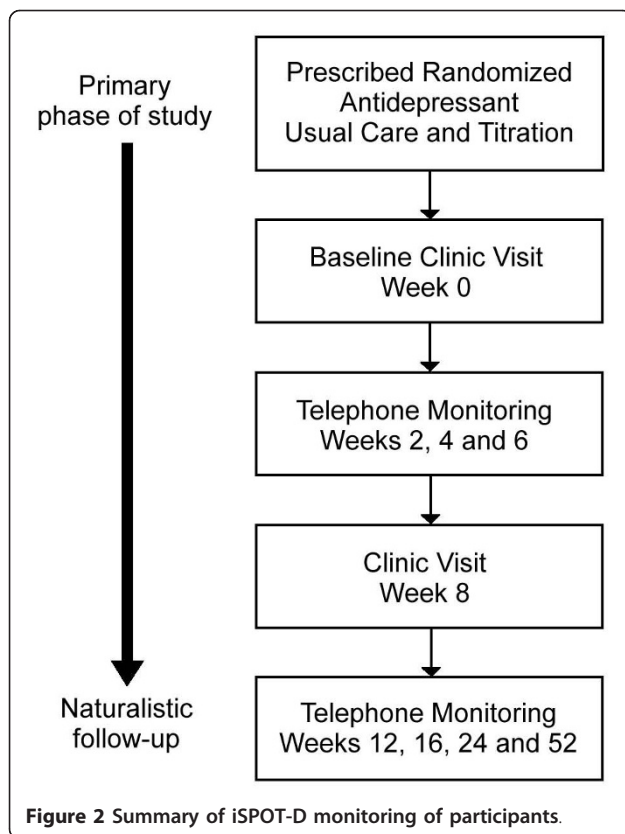 Primary
phase of study
Prescribed Randomized
Antidepressant
Usual Care and Titration
Baseline Clinic Visit
Week 0
Telephone Monitoring
Weeks 2, 4 and 6
Clinic Visit
Week 8
Naturalistic
follow-up
Telephone Monitoring
Weeks 12, 16, 24 and 52
Figure 2 Summary of iSPOT-D monitoring of participants.